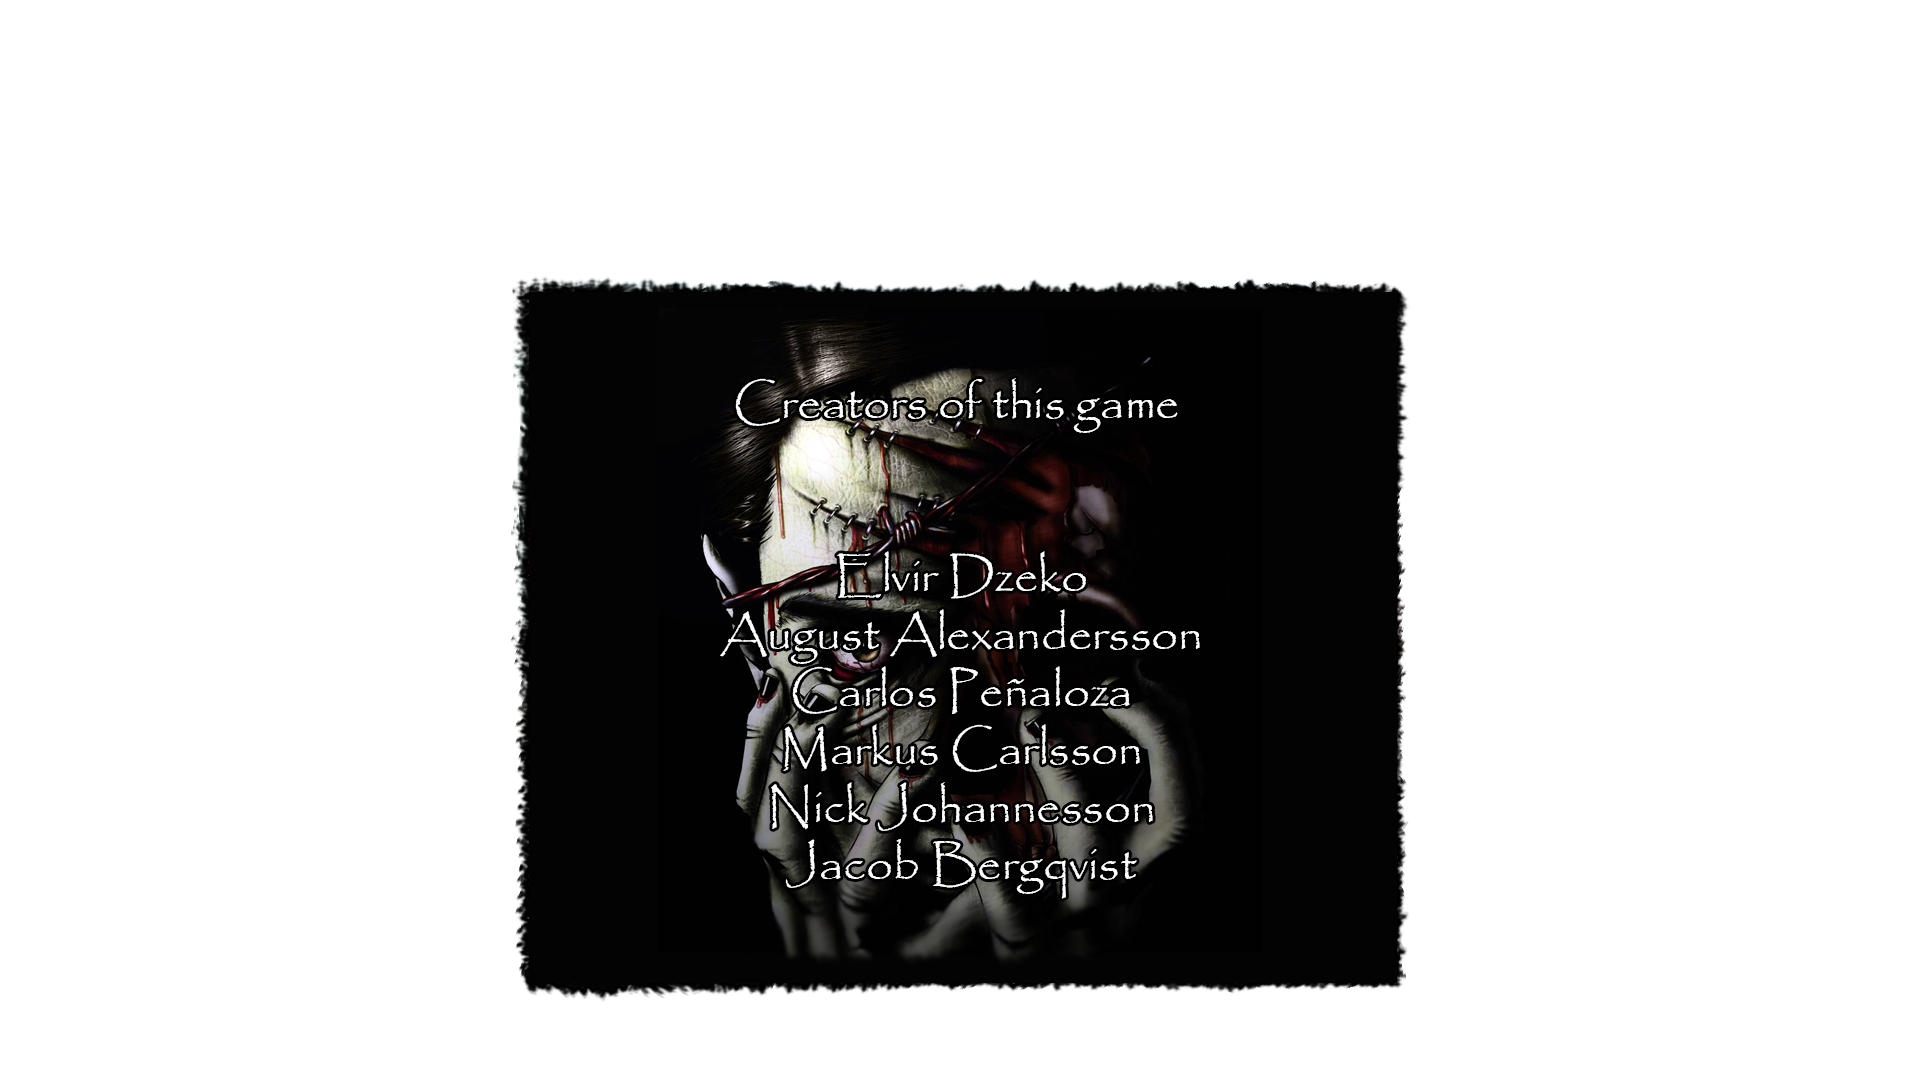 Creators of this game
Elvir Dzeko
August Alexandersson
Carlos Peñaloza
Markus Carlsson
Nick Johannesson
Jacob Bergqvist